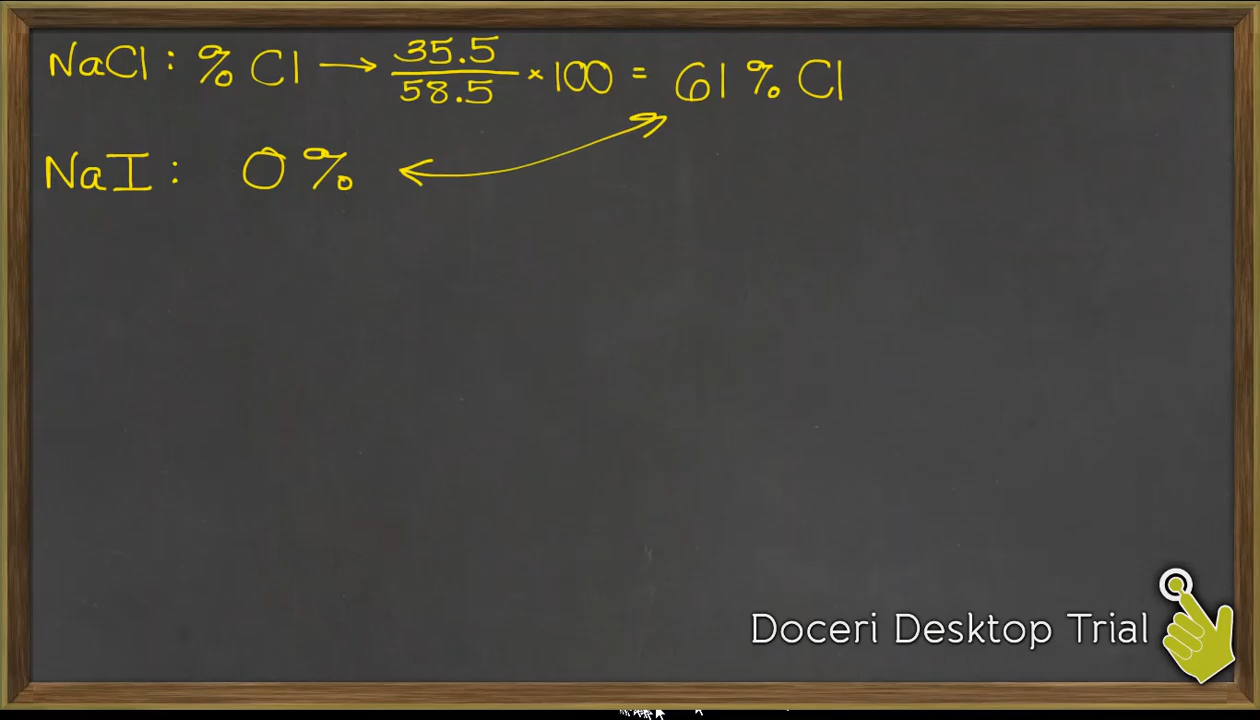 NaCl: % Cl → 35.5/58.5 × 100 = 61 % Cl
NaI: 0 %
Doceri Desktop Trial